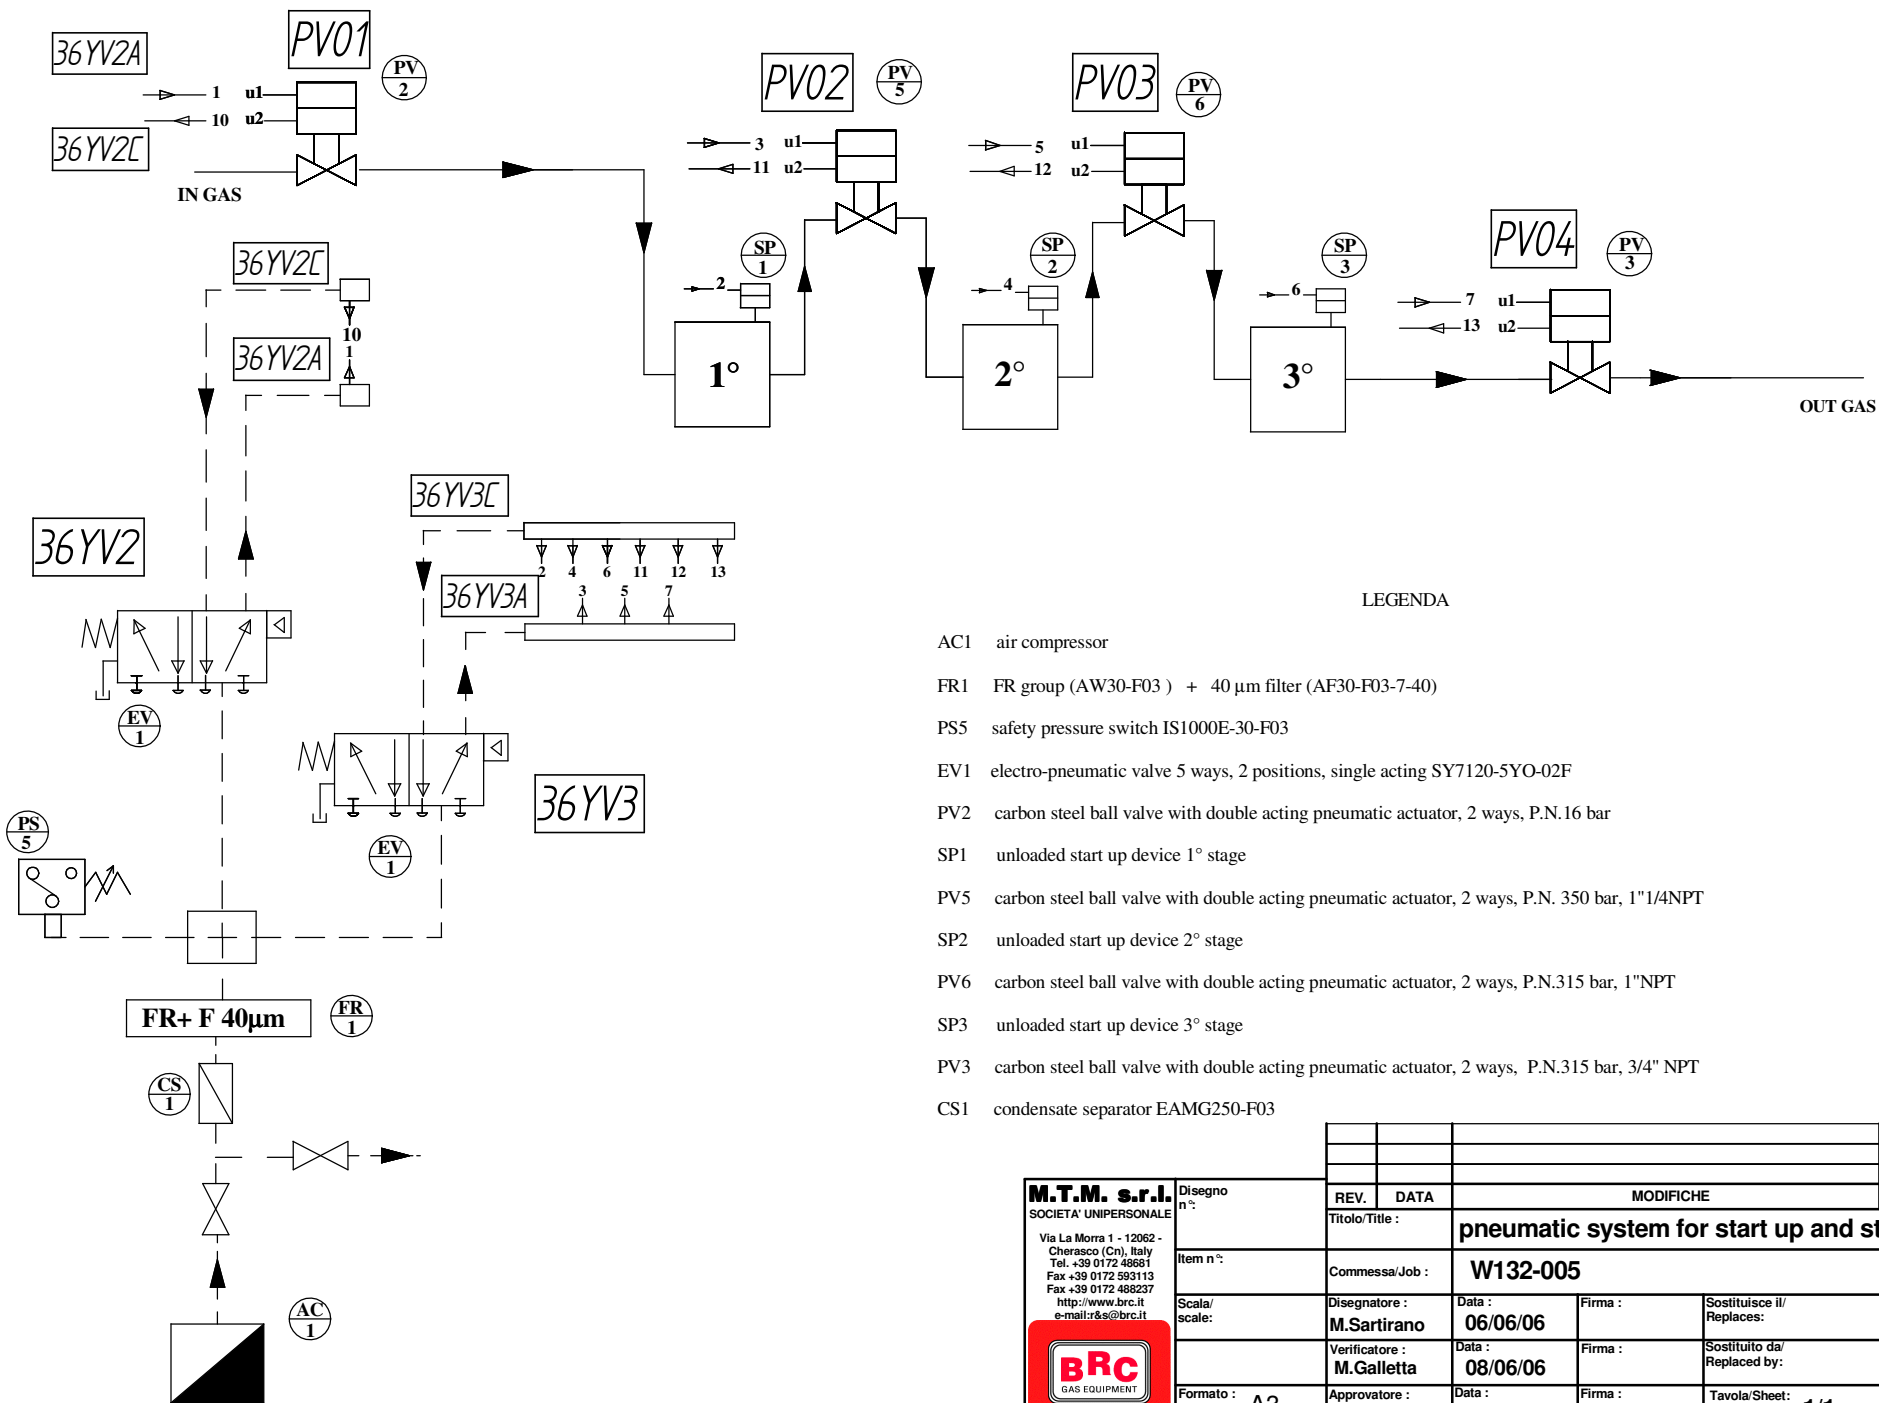 36YV2A
PV01
PV
2
1 u1
10 u2
36YV2C
IN GAS
PV02
PV
5
3 u1
11 u2
PV03
PV
6
5 u1
12 u2
PV04
PV
3
7 u1
13 u2
OUT GAS
SP
1
2
1°
SP
2
4
2°
SP
3
6
3°
36YV2C
10
1
36YV2A
36YV2
EV
1
36YV3C
2 4 6 11 12 13
36YV3A
3 5 7
36YV3
EV
1
PS
5
FR+ F 40µm
FR
1
CS
1
AC
1
LEGENDA
AC1 air compressor
FR1 FR group (AW30-F03 ) + 40 µm filter (AF30-F03-7-40)
PS5 safety pressure switch IS1000E-30-F03
EV1 electro-pneumatic valve 5 ways, 2 positions, single acting SY7120-5YO-02F
PV2 carbon steel ball valve with double acting pneumatic actuator, 2 ways, P.N.16 bar
SP1 unloaded start up device 1° stage
PV5 carbon steel ball valve with double acting pneumatic actuator, 2 ways, P.N. 350 bar, 1"1/4NPT
SP2 unloaded start up device 2° stage
PV6 carbon steel ball valve with double acting pneumatic actuator, 2 ways, P.N.315 bar, 1"NPT
SP3 unloaded start up device 3° stage
PV3 carbon steel ball valve with double acting pneumatic actuator, 2 ways, P.N.315 bar, 3/4" NPT
CS1 condensate separator EAMG250-F03
M.T.M. s.r.l.
SOCIETA' UNIPERSONALE
Via La Morra 1 - 12062 -
Cherasco (Cn), Italy
Tel. +39 0172 48681
Fax +39 0172 593113
Fax +39 0172 488237
http://www.brc.it
e-mail:r&s@brc.it
BRC
GAS EQUIPMENT
Disegno
n°:
Item n°:
Scala/
scale:
Formato :
REV. DATA MODIFICHE
Titolo/Title :
pneumatic system for start up and st
Commessa/Job : W132-005
Disegnatore :
M.Sartirano
Data :
06/06/06
Firma :
Sostituisce il/
Replaces:
Verificatore :
M.Galletta
Data :
08/06/06
Firma :
Sostituito da/
Replaced by:
Approvatore :
Data :
Firma :
Tavola/Sheet: